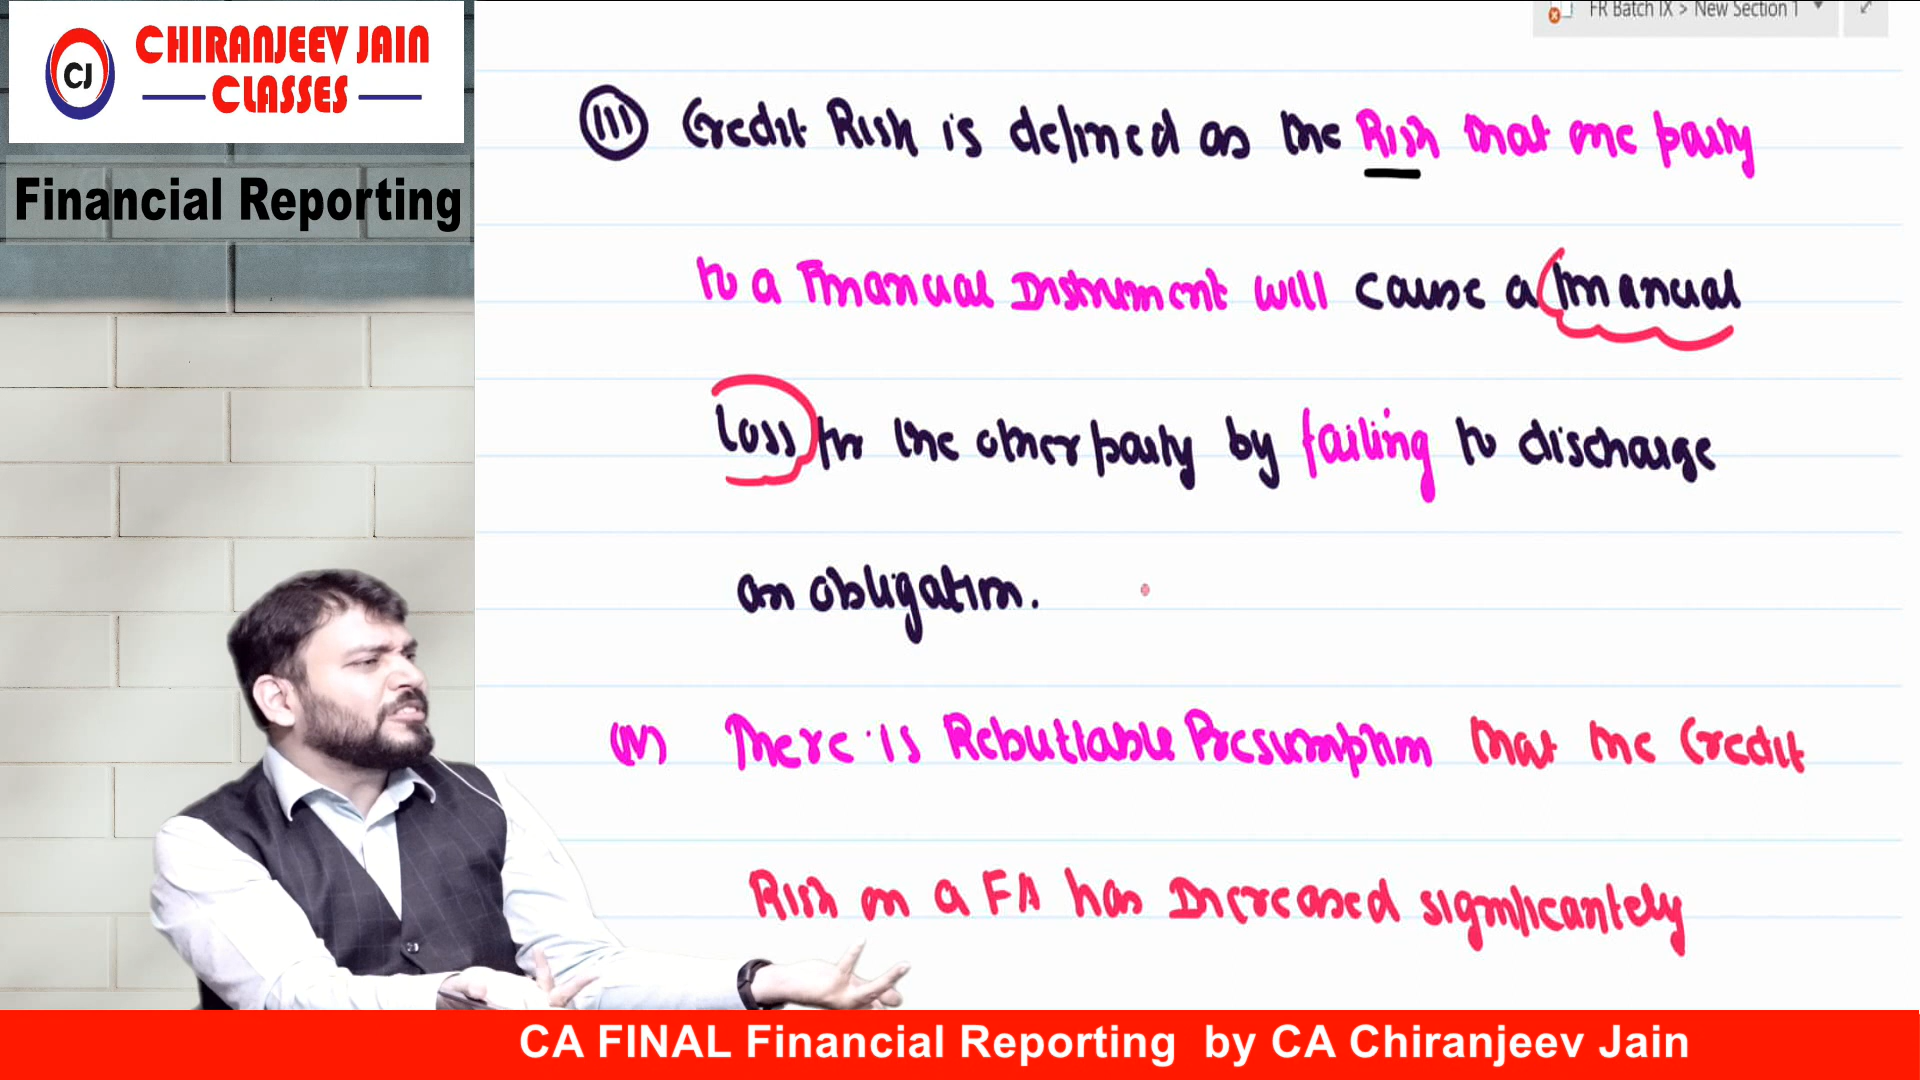 CHIRANJEEV JAIN
CJ
CLASSES
Financial Reporting
FR Batch IX > New Section 1
(III) Credit Risk is defined as the Risk that one party
to a Financial Instrument will cause a financial
loss for the other party by failing to discharge
an obligation.
(IV) There is Rebuttable Presumption that the Credit
Risk on a FA has Increased significantely
CA FINAL Financial Reporting by CA Chiranjeev Jain